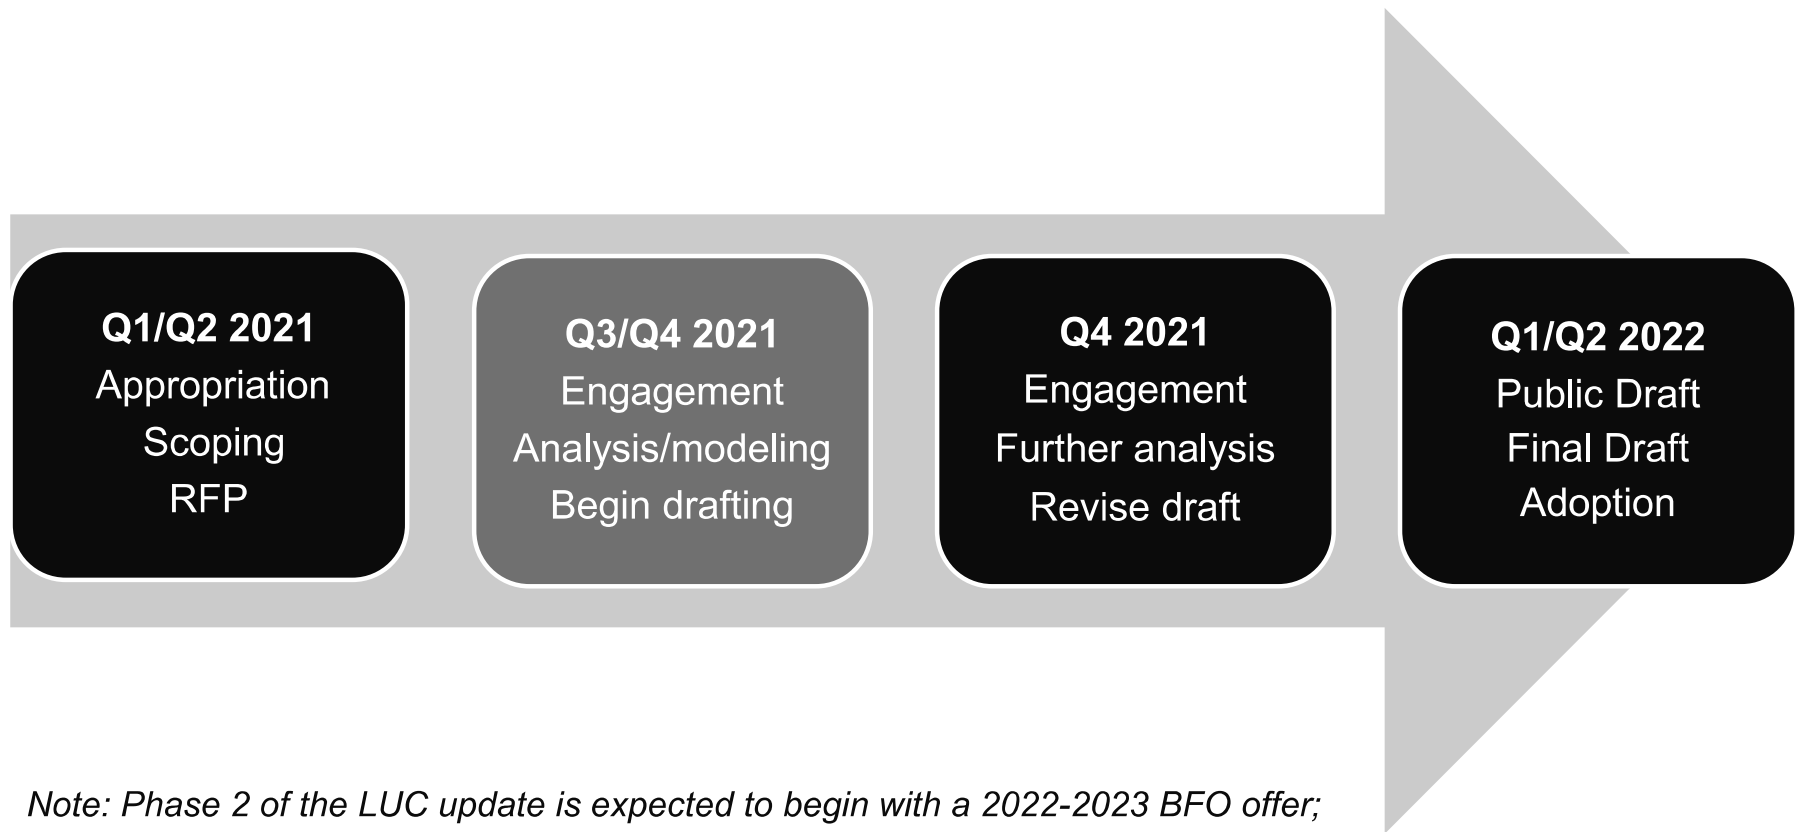 Q1/Q2 2021
Appropriation
Scoping
RFP
Q3/Q4 2021
Engagement
Analysis/modeling
Begin drafting
Q4 2021
Engagement
Further analysis
Revise draft
Q1/Q2 2022
Public Draft
Final Draft
Adoption
Note: Phase 2 of the LUC update is expected to begin with a 2022-2023 BFO offer;